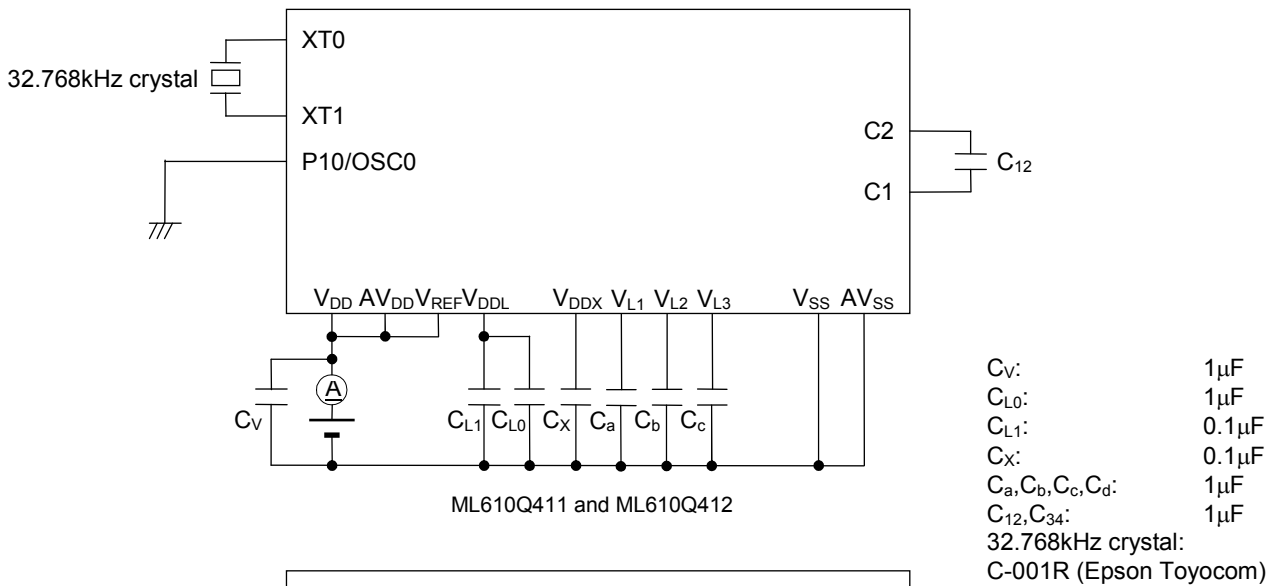 XT0
32.768kHz crystal
XT1
P10/OSC0
C2
C1
C12
VDD AVDD VREF VDDL VDDX VL1 VL2 VL3 VSS AVSS
A
CV CL1 CL0 CX Ca Cb Cc
ML610Q411 and ML610Q412
CV: 1μF
CL0: 1μF
CL1: 0.1μF
CX: 0.1μF
Ca,Cb,Cc,Cd: 1μF
C12,C34: 1μF
32.768kHz crystal:
C-001R (Epson Toyocom)